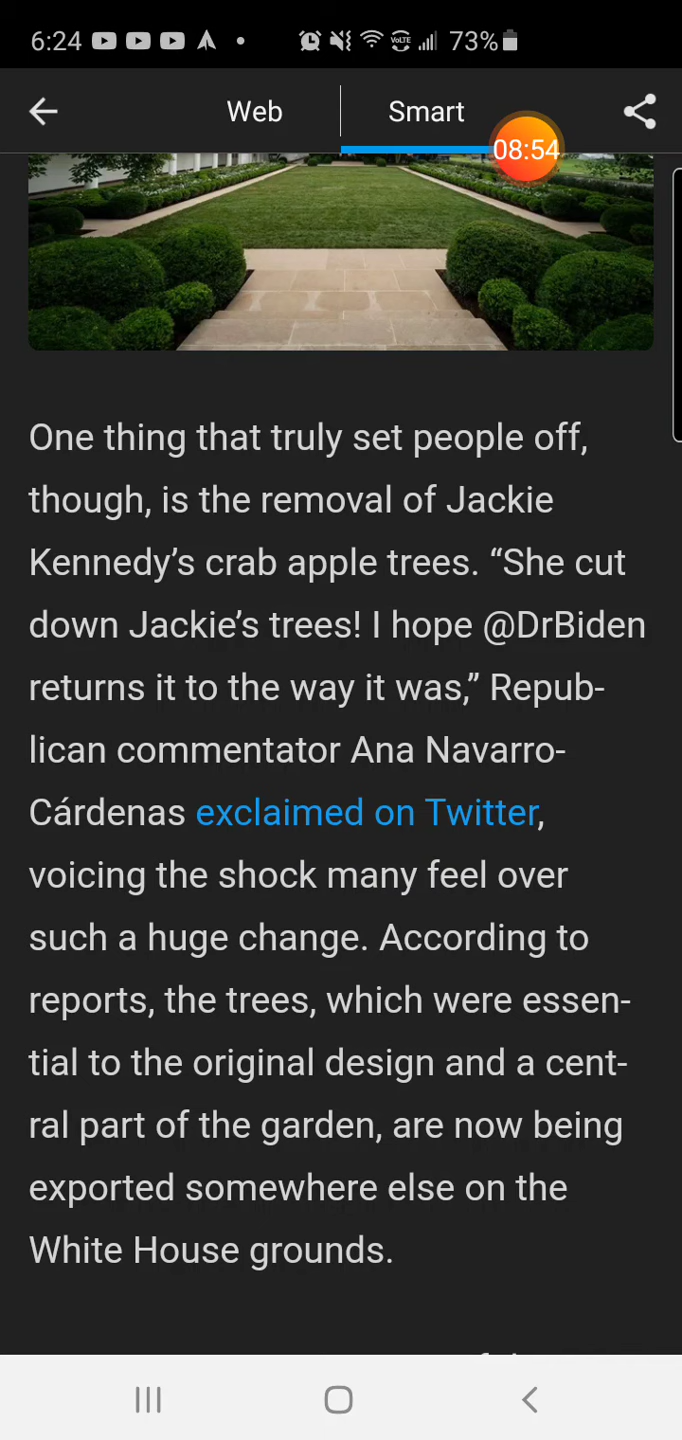 6:24
VoLTE
73%
Web
Smart
08:54
One thing that truly set people off,
though, is the removal of Jackie
Kennedy’s crab apple trees. “She cut
down Jackie’s trees! I hope @DrBiden
returns it to the way it was,” Repub-
lican commentator Ana Navarro-
Cárdenas exclaimed on Twitter,
voicing the shock many feel over
such a huge change. According to
reports, the trees, which were essen-
tial to the original design and a cent-
ral part of the garden, are now being
exported somewhere else on the
White House grounds.